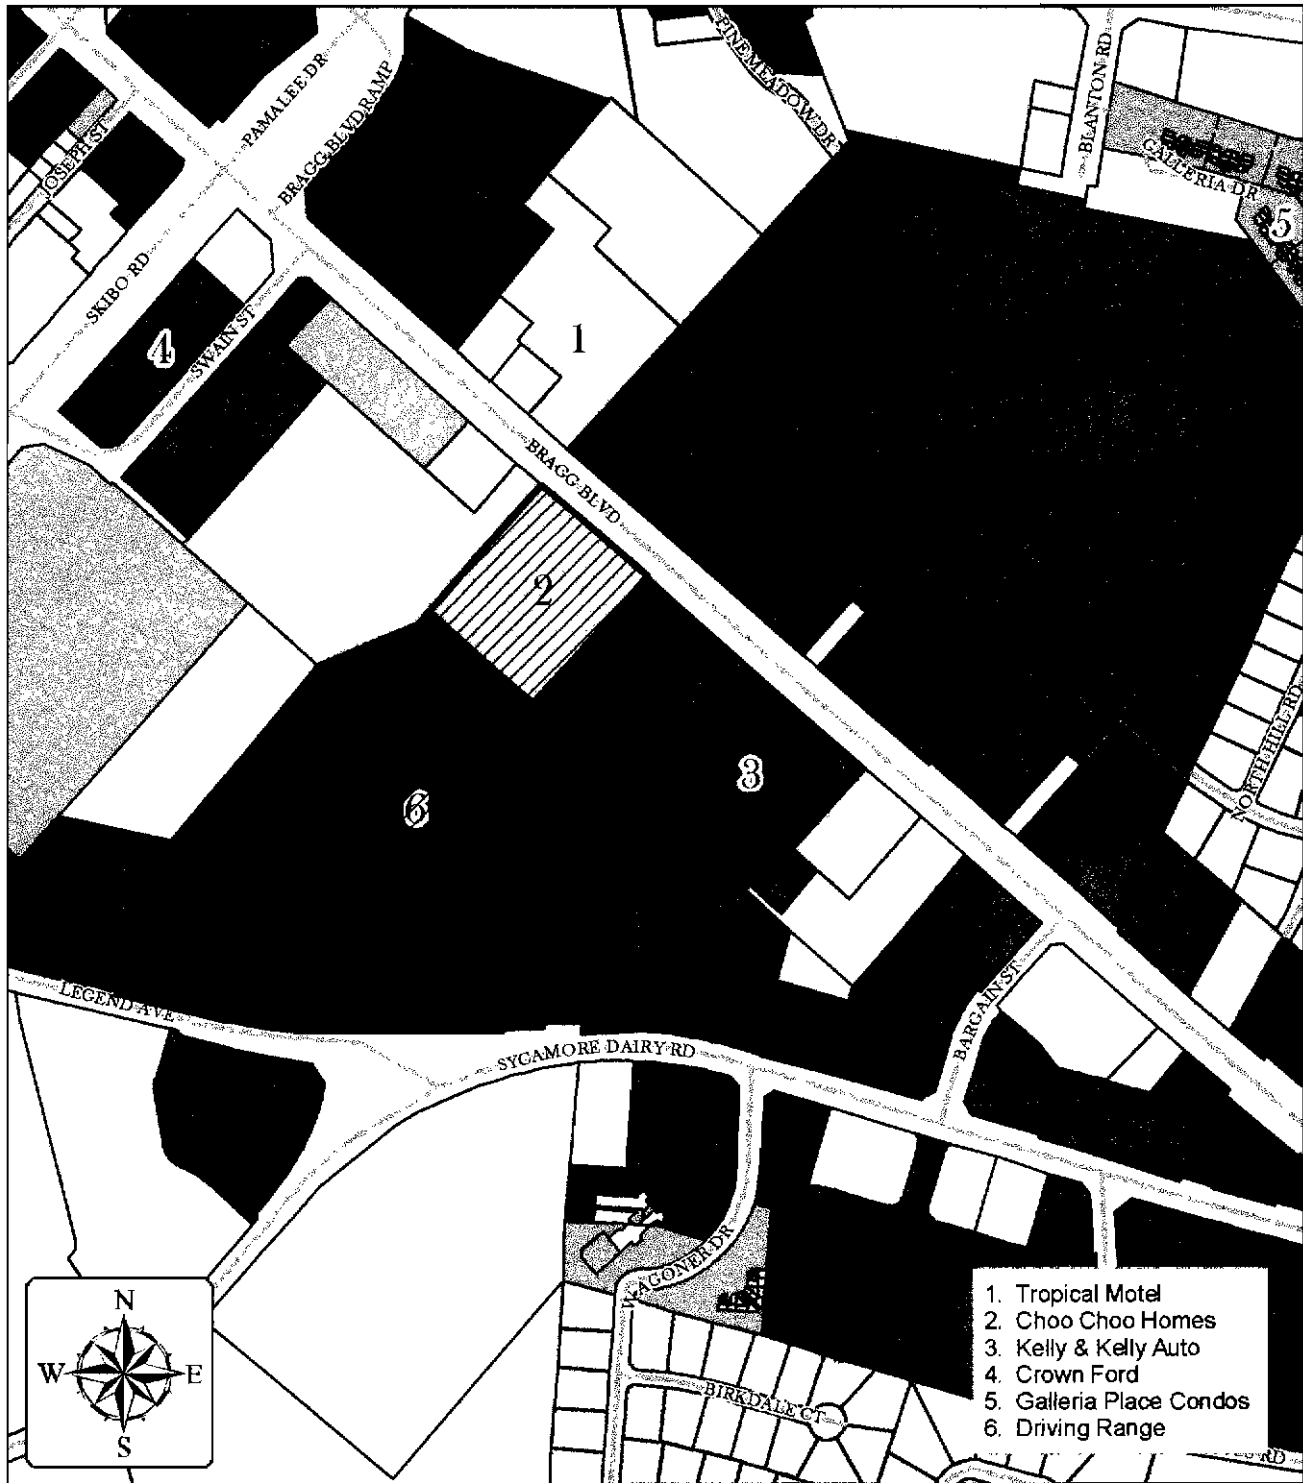 PINE MEADOW DR
BLANTON RD
PAMALEE DR
BRAGG BLVD RAMP
JOSEPH ST
GALLERIA DR
5
SKIBO RD
SWAIN ST
4
1
BRAGG BLVD
2
NORTH HILL RD
3
6
LEGEND AVE
BARGAIN ST
SYCAMORE DAIRY RD
WAGONER DR
BIRKDALE CT
N
W E
S
1. Tropical Motel
2. Choo Choo Homes
3. Kelly & Kelly Auto
4. Crown Ford
5. Galleria Place Condos
6. Driving Range
RD